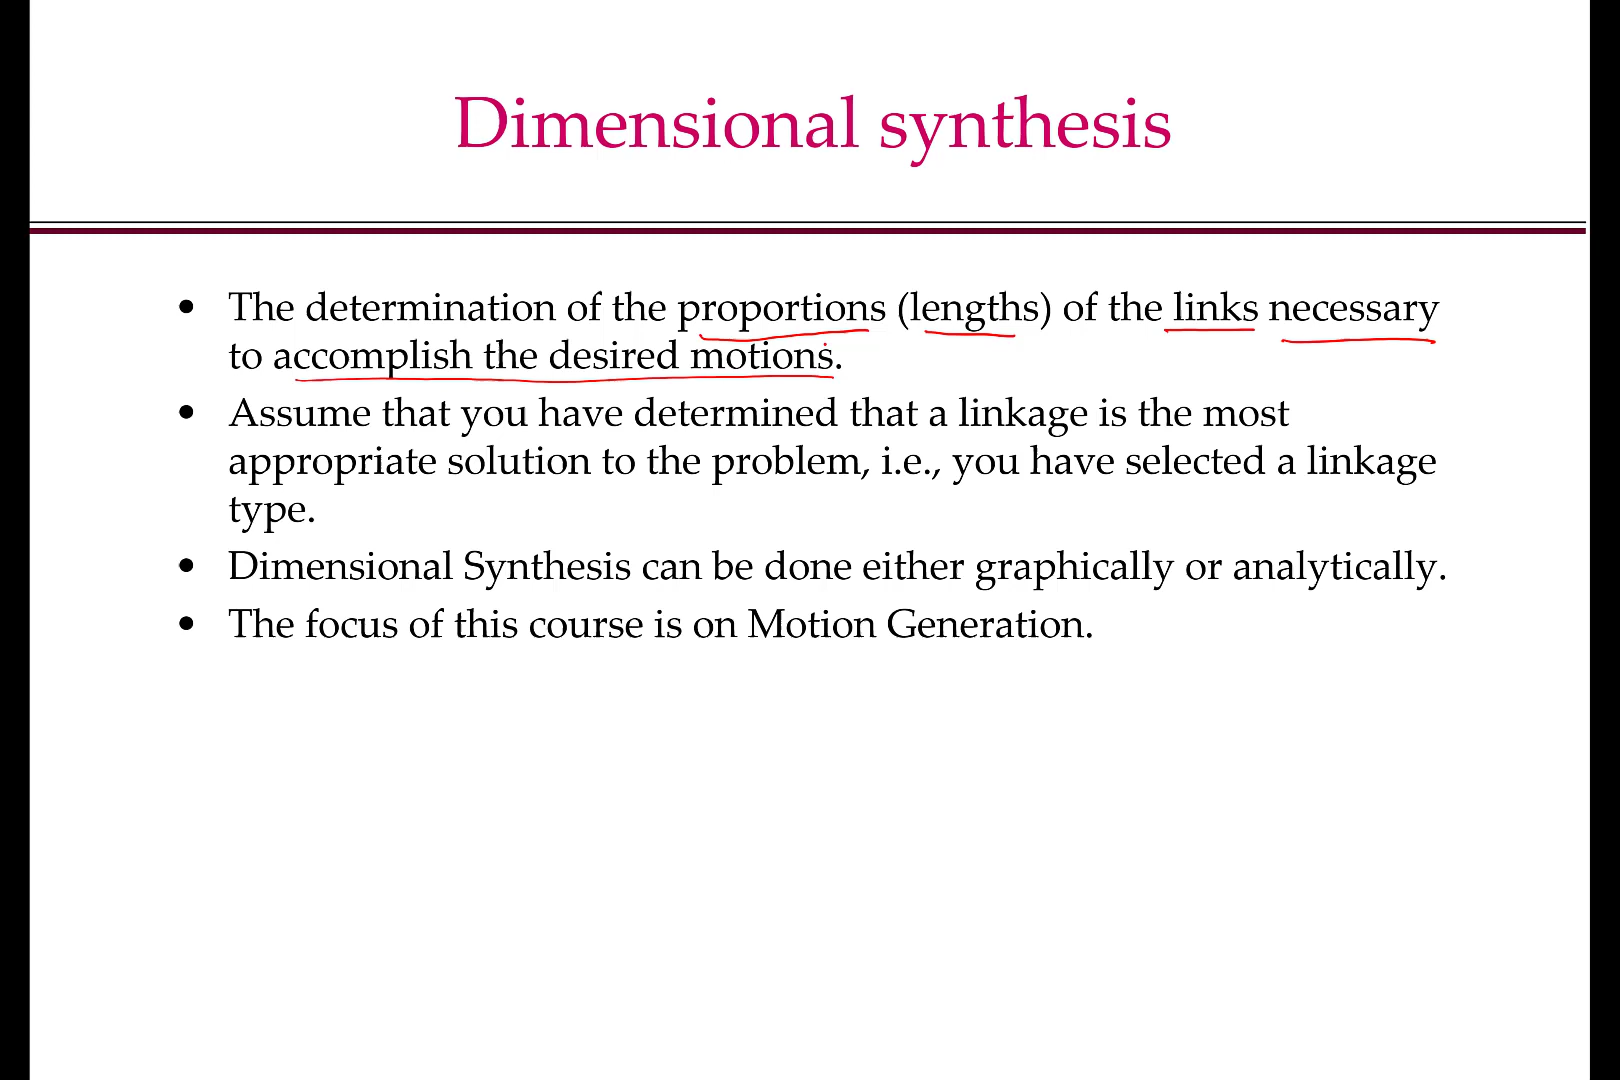 Dimensional synthesis
• The determination of the proportions (lengths) of the links necessary
to accomplish the desired motions.
• Assume that you have determined that a linkage is the most
appropriate solution to the problem, i.e., you have selected a linkage
type.
• Dimensional Synthesis can be done either graphically or analytically.
• The focus of this course is on Motion Generation.